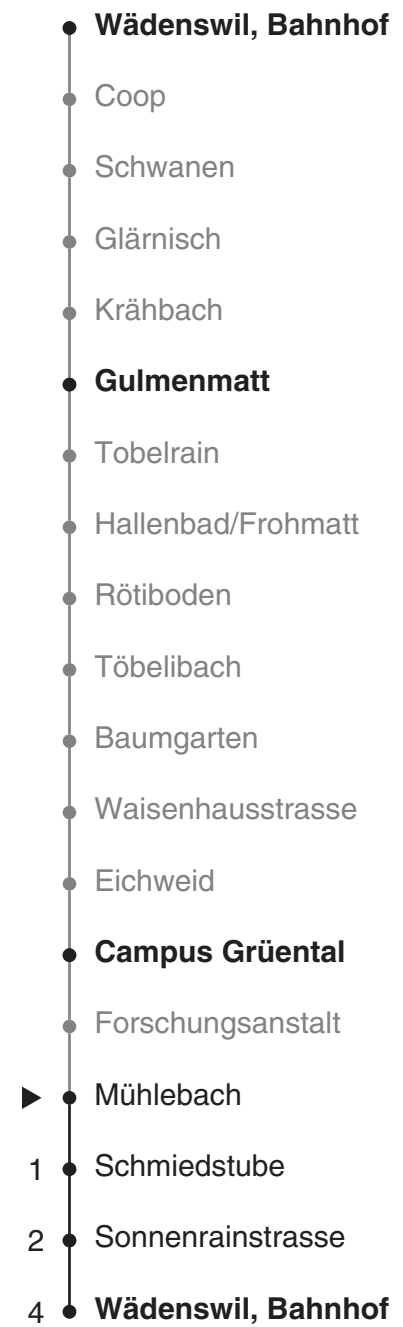 Wädenswil, Bahnhof
Coop
Schwanen
Glärnisch
Krähbach
Gulmenmatt
Tobelrain
Hallenbad/Frohmatt
Rötiboden
Töbelibach
Baumgarten
Waisenhausstrasse
Eichweid
Campus Grüental
Forschungsanstalt
Mühlebach
1 Schmiedstube
2 Sonnenrainstrasse
4 Wädenswil, Bahnhof